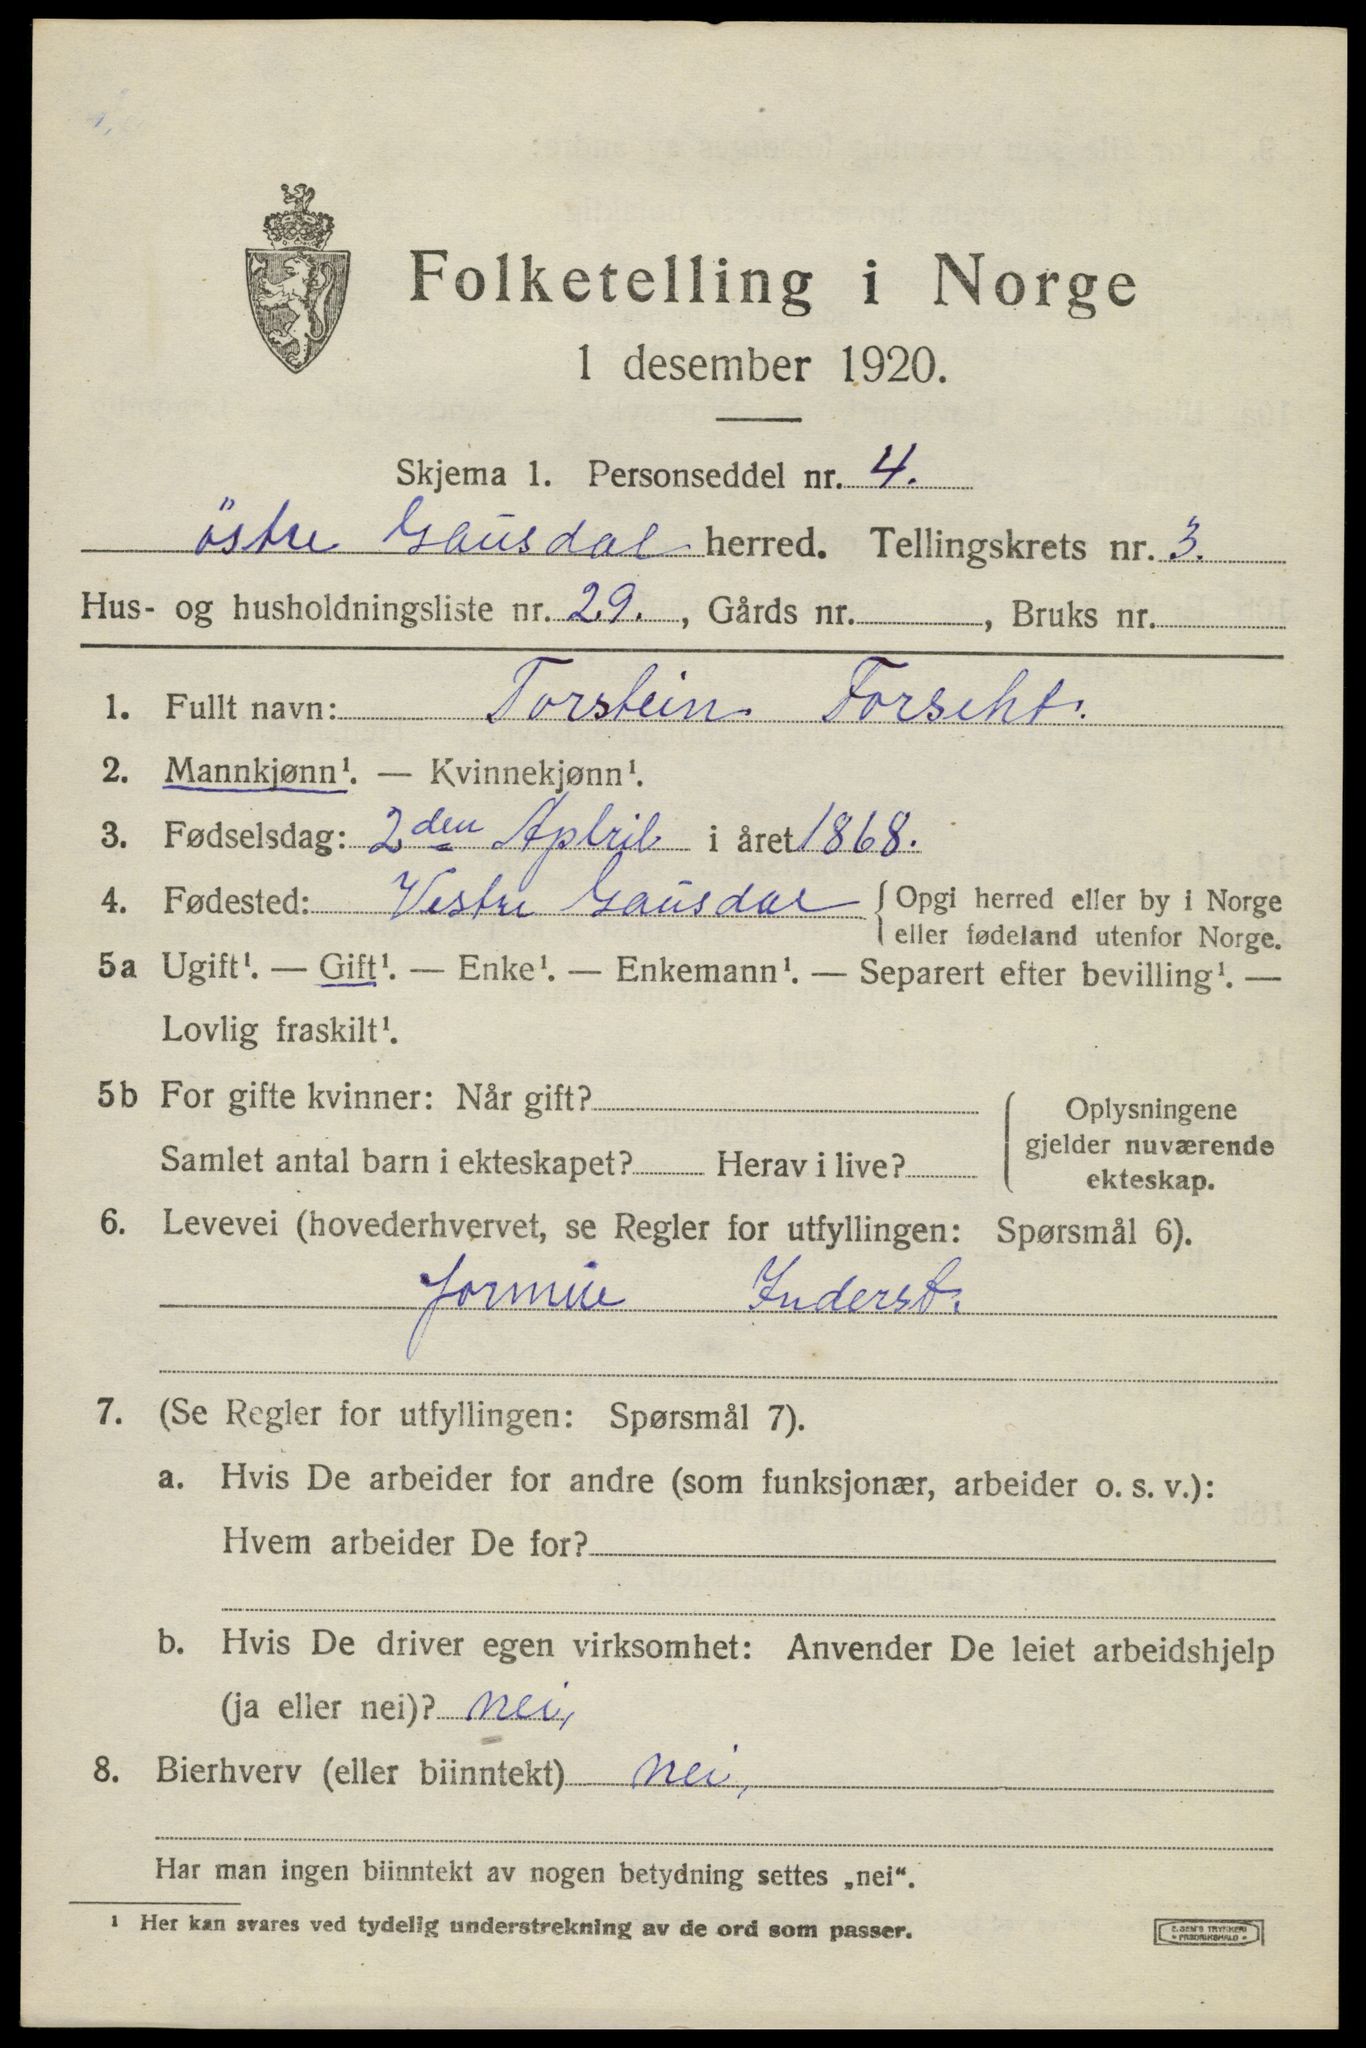 Folketelling i Norge
1 desember 1920.
Skjema 1. Personseddel nr. 4.
östre Gausdal herred. Tellingskrets nr. 3.
Hus- og husholdningsliste nr. 29. , Gårds nr. , Bruks nr.
1. Fullt navn: Torstein Forseht.
2. Mannkjønn¹. — Kvinnekjønn¹.
3. Fødselsdag: 2den April i året 1868.
4. Fødested: Vestre Gausdal { Opgi herred eller by i Norge
eller fødeland utenfor Norge.
5a Ugift¹. — Gift¹. — Enke¹. — Enkemann¹. — Separert efter bevilling¹. —
Lovlig fraskilt¹.
5b For gifte kvinner: Når gift?
Samlet antal barn i ekteskapet? Herav i live?
Oplysningene
gjelder nuværende
ekteskap.
6. Levevei (hovederhvervet, se Regler for utfyllingen: Spørsmål 6).
7. (Se Regler for utfyllingen: Spørsmål 7).
a. Hvis De arbeider for andre (som funksjonær, arbeider o. s. v.):
Hvem arbeider De for?
b. Hvis De driver egen virksomhet: Anvender De leiet arbeidshjelp
(ja eller nei)? nei,
8. Bierhverv (eller biinntekt) nei,
Har man ingen biinntekt av nogen betydning settes „nei“.
¹ Her kan svares ved tydelig understrekning av de ord som passer.